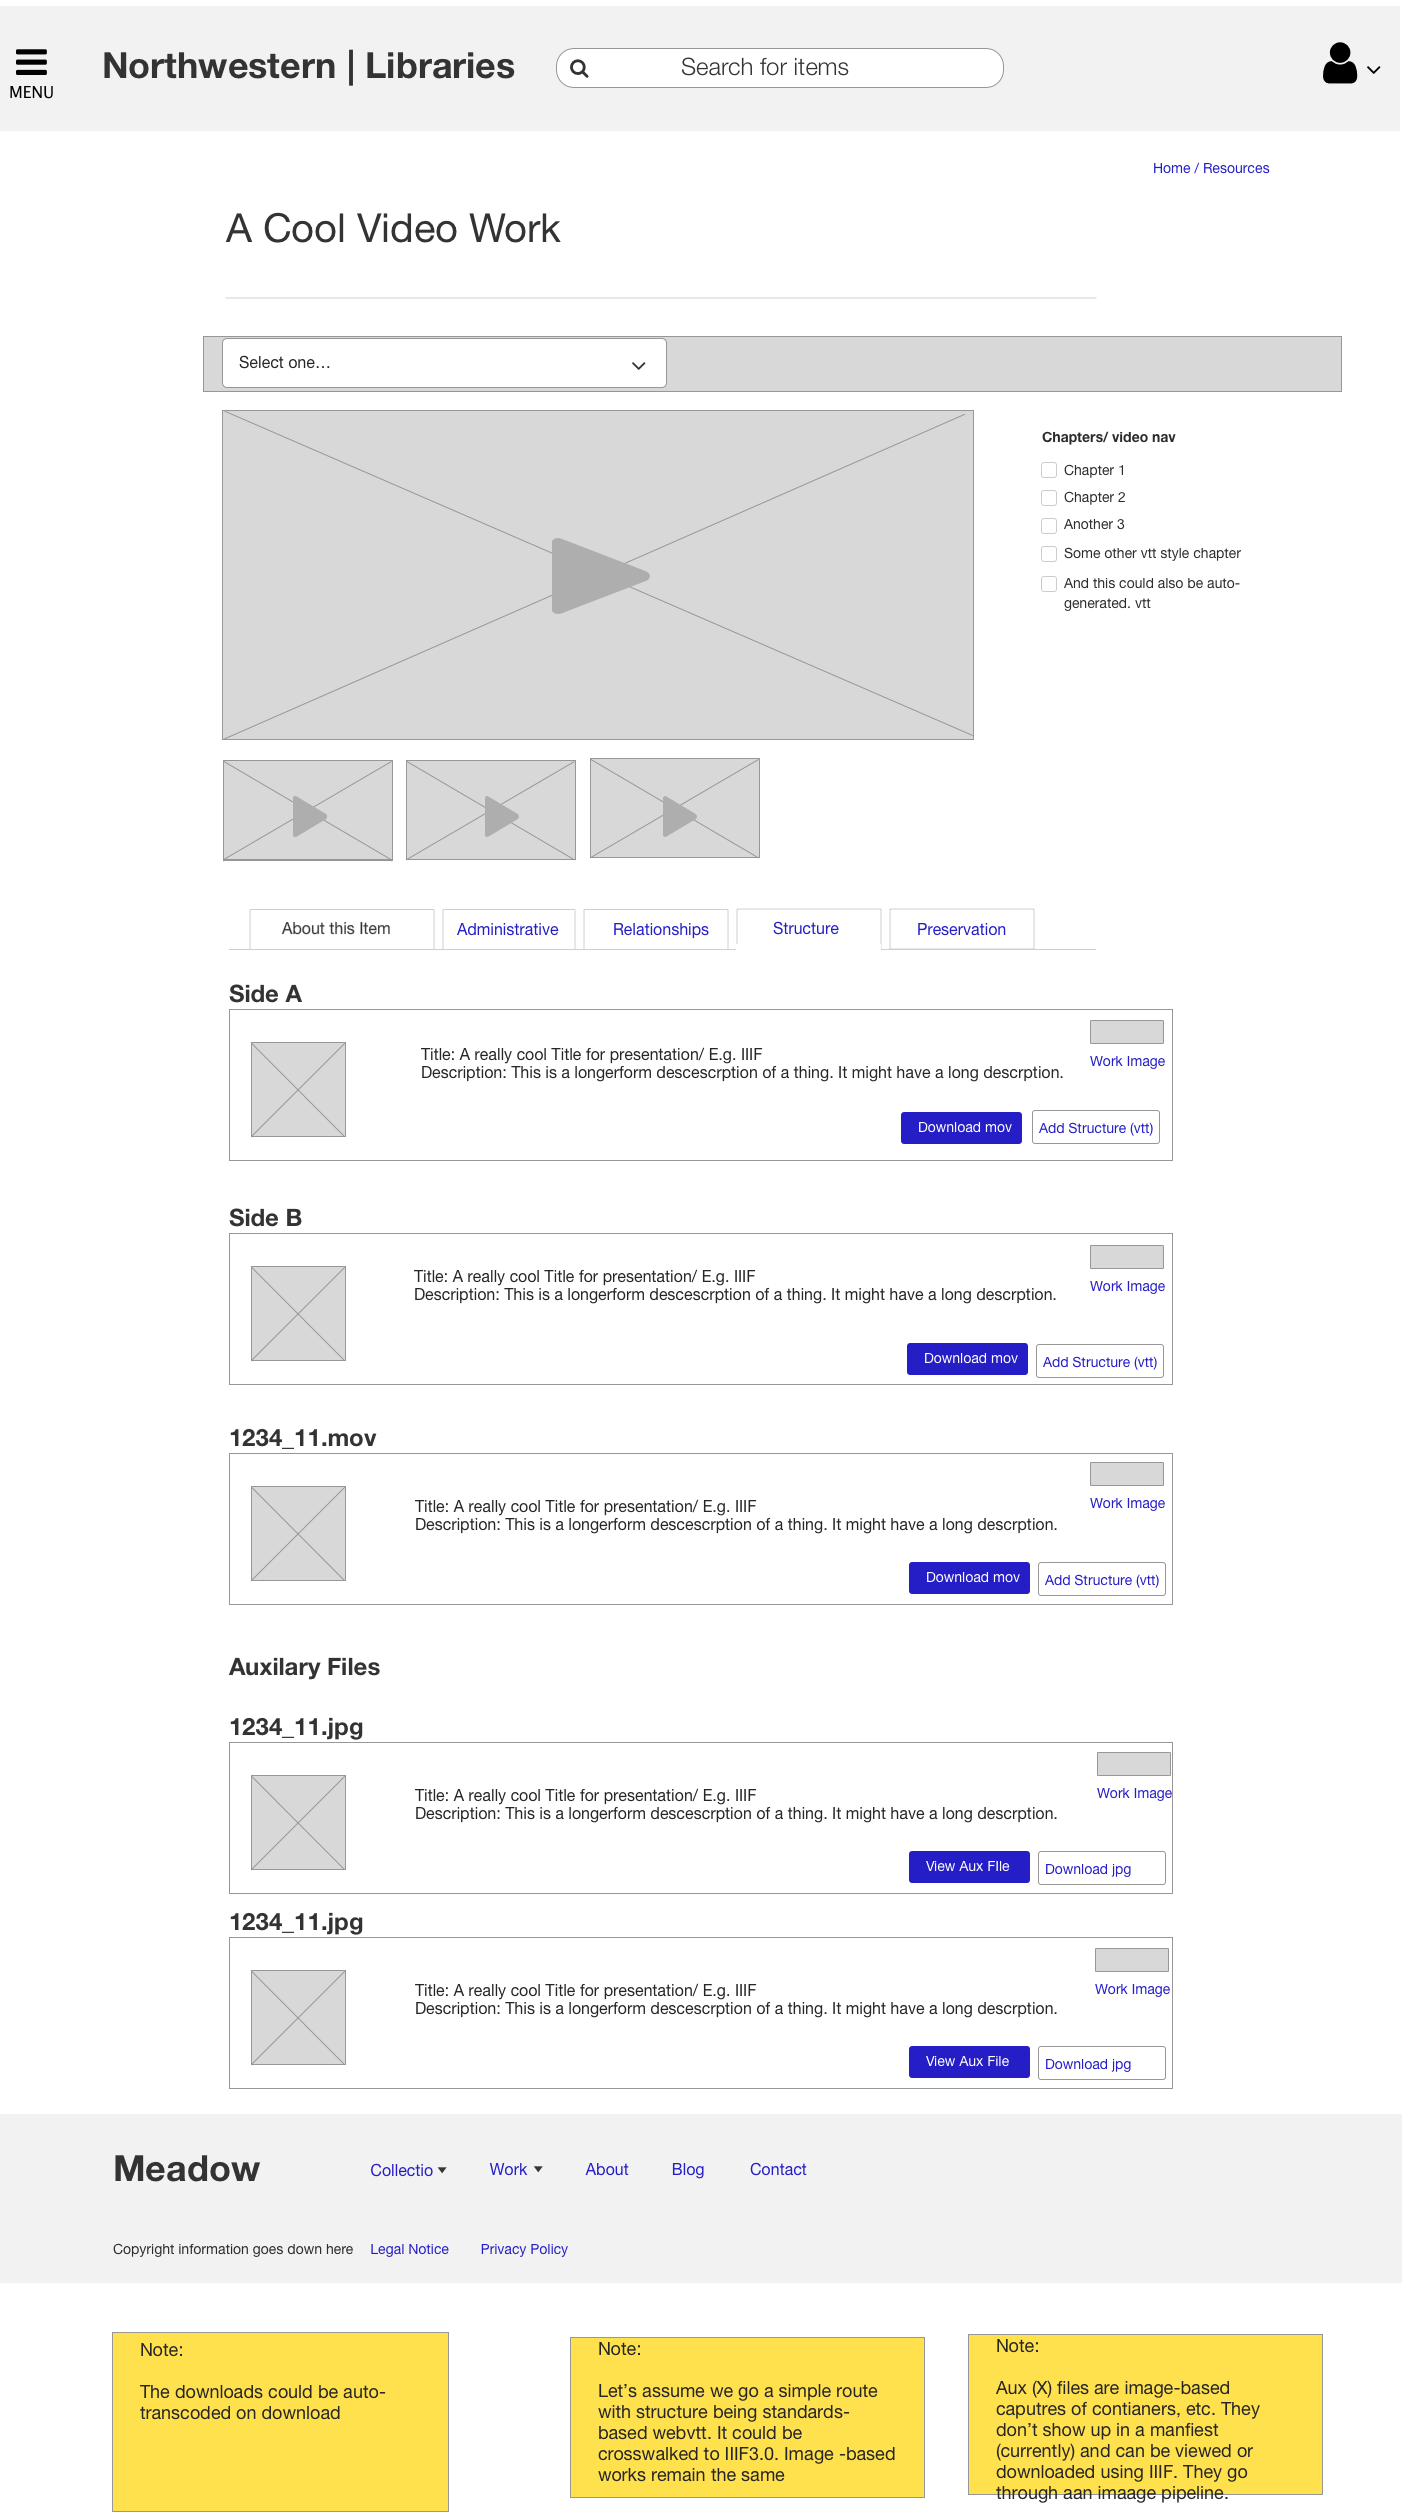 MENU
Northwestern | Libraries
Search for items
Home / Resources
A Cool Video Work
Select one...
Chapters/ video nav
Chapter 1
Chapter 2
Another 3
Some other vtt style chapter
And this could also be auto-
generated. vtt
About this Item
Administrative
Relationships
Structure
Preservation
Side A
Title: A really cool Title for presentation/ E.g. IIIF
Description: This is a longerform descescrption of a thing. It might have a long descrption.
Work Image
Download mov
Add Structure (vtt)
Side B
Title: A really cool Title for presentation/ E.g. IIIF
Description: This is a longerform descescrption of a thing. It might have a long descrption.
Work Image
Download mov
Add Structure (vtt)
1234_11.mov
Title: A really cool Title for presentation/ E.g. IIIF
Description: This is a longerform descescrption of a thing. It might have a long descrption.
Work Image
Download mov
Add Structure (vtt)
Auxilary Files
1234_11.jpg
Title: A really cool Title for presentation/ E.g. IIIF
Description: This is a longerform descescrption of a thing. It might have a long descrption.
Work Image
View Aux FIle
Download jpg
1234_11.jpg
Title: A really cool Title for presentation/ E.g. IIIF
Description: This is a longerform descescrption of a thing. It might have a long descrption.
Work Image
View Aux File
Download jpg
Meadow
Collectio
Work
About
Blog
Contact
Copyright information goes down here
Legal Notice
Privacy Policy
Note:
The downloads could be auto-
transcoded on download
Note:
Let's assume we go a simple route
with structure being standards-
based webvtt. It could be
crosswalked to IIIF3.0. Image -based
works remain the same
Note:
Aux (X) files are image-based
caputres of contianers, etc. They
don't show up in a manfiest
(currently) and can be viewed or
downloaded using IIIF. They go
through aan imaage pipeline.